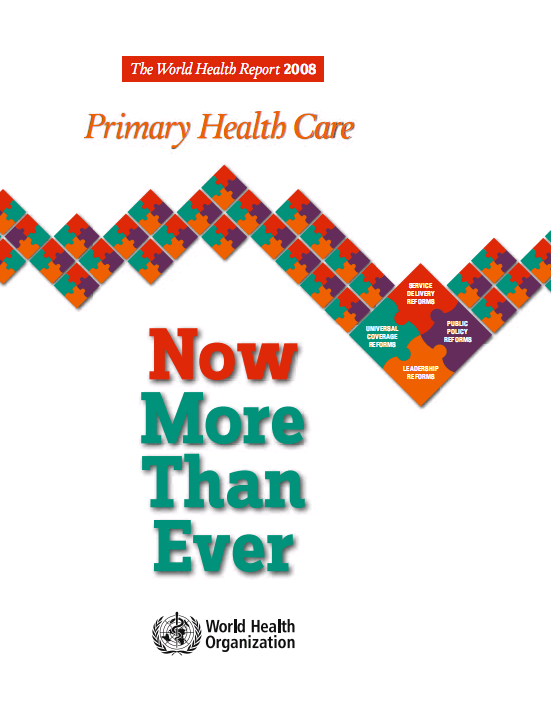 The World Health Report 2008
Primary Health Care
SERVICE
DELIVERY
REFORMS
UNIVERSAL
COVERAGE
REFORMS
PUBLIC
POLICY
REFORMS
LEADERSHIP
REFORMS
Now
More
Than
Ever
World Health
Organization